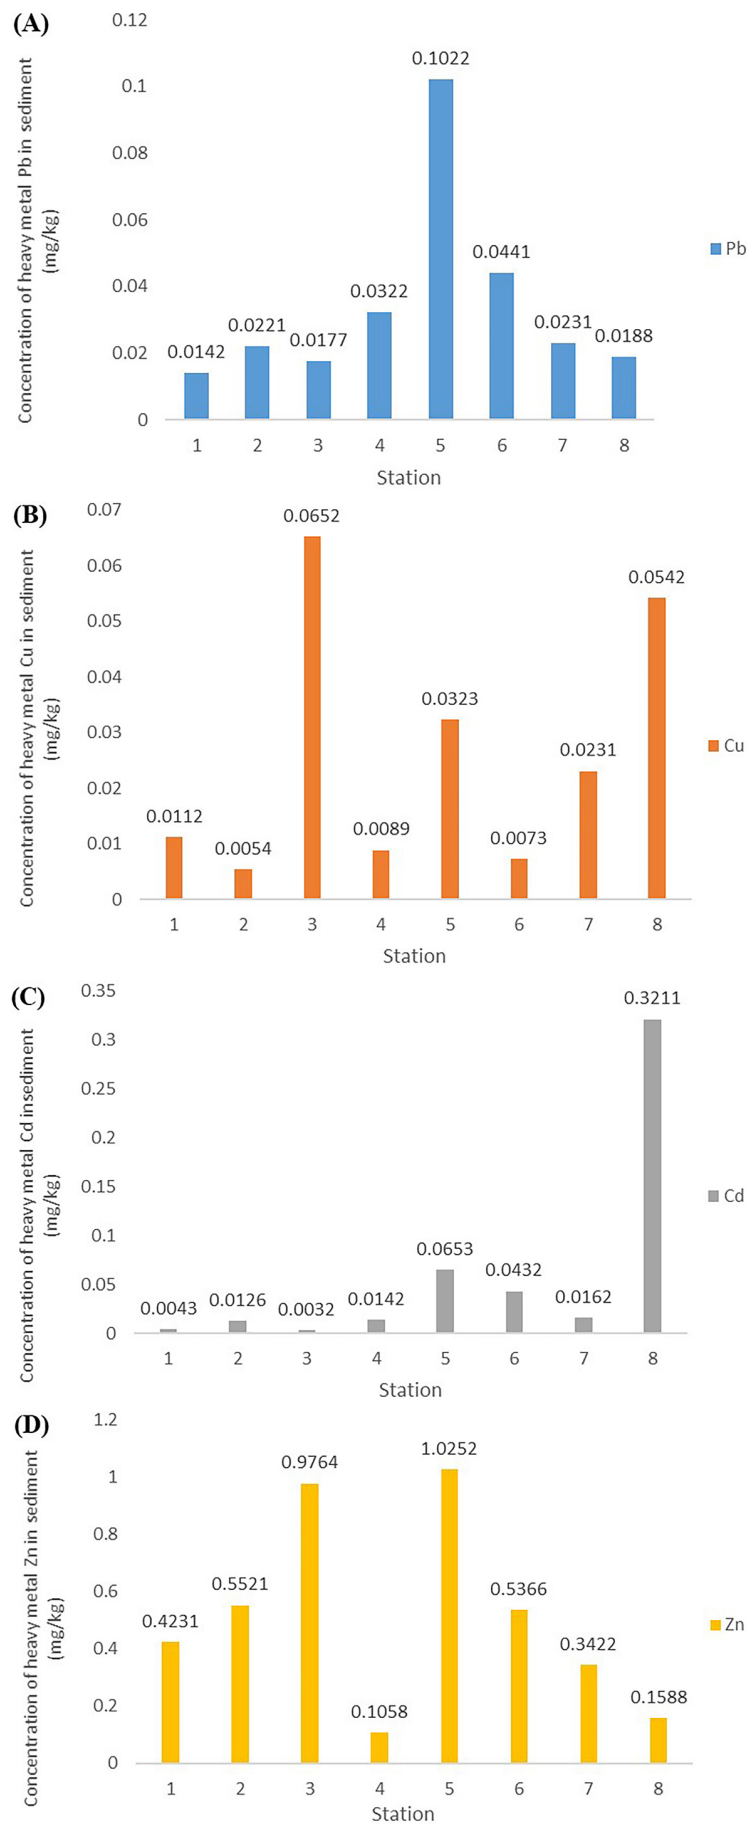 (A)
Concentration of heavy metal Pb in sediment
(mg/kg)
0.12
0.1
0.08
0.06
0.04
0.02
0
0.0142
0.0221
0.0177
0.0322
0.1022
0.0441
0.0231
0.0188
1 2 3 4 5 6 7 8
Station
Pb
(B)
Concentration of heavy metal Cu in sediment
(mg/kg)
0.07
0.06
0.05
0.04
0.03
0.02
0.01
0
0.0112
0.0054
0.0652
0.0089
0.0323
0.0073
0.0231
0.0542
1 2 3 4 5 6 7 8
Station
Cu
(C)
Concentration of heavy metal Cd insediment
(mg/kg)
0.35
0.3
0.25
0.2
0.15
0.1
0.05
0
0.0043
0.0126
0.0032
0.0142
0.0653
0.0432
0.0162
0.3211
1 2 3 4 5 6 7 8
Station
Cd
(D)
Concentration of heavy metal Zn in sediment
(mg/kg)
1.2
1
0.8
0.6
0.4
0.2
0
0.4231
0.5521
0.9764
0.1058
1.0252
0.5366
0.3422
0.1588
1 2 3 4 5 6 7 8
Station
Zn